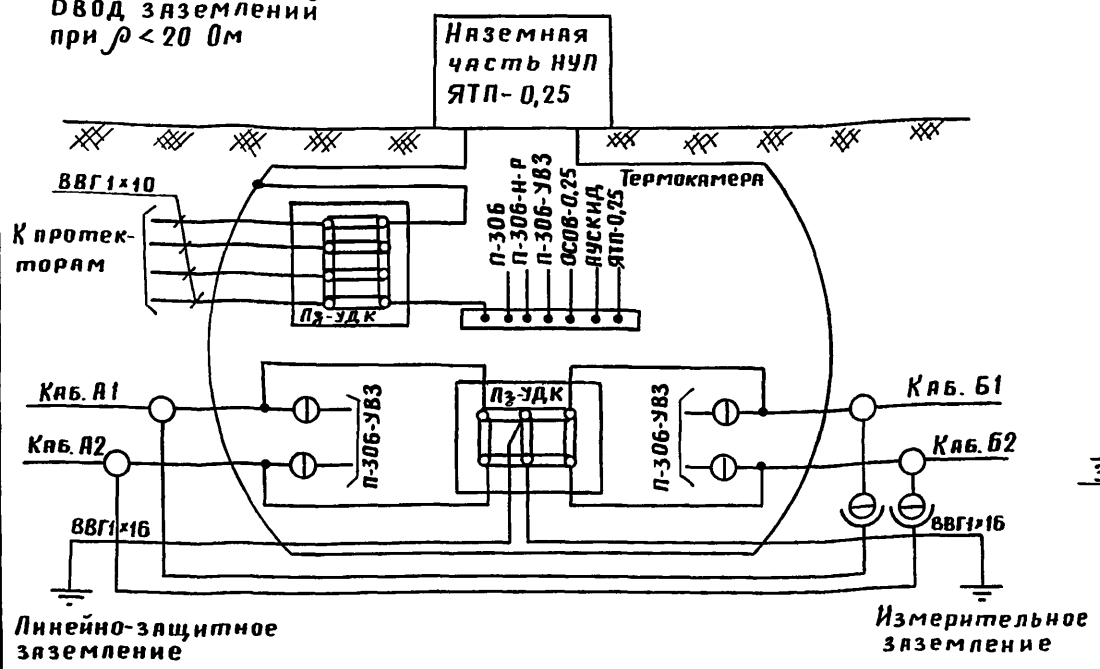 Ввод заземлений
при ρ < 20 Ом
Наземная
часть НУП
ЯТП-0,25
ВВГ 1×10
К протек-
торам
Термокамера
П-306
П-306-Н-Р
П-306-УВЗ
ОСОВ-0,25
АУСКИД
ЯТП-0,25
Пз-УДК
Каб. А1
Каб. А2
П-306-УВЗ
Пз-УДК
П-306-УВЗ
Каб. Б1
Каб. Б2
ВВГ1×16
ВВГ1×16
Линейно-защитное
заземление
Измерительное
заземление